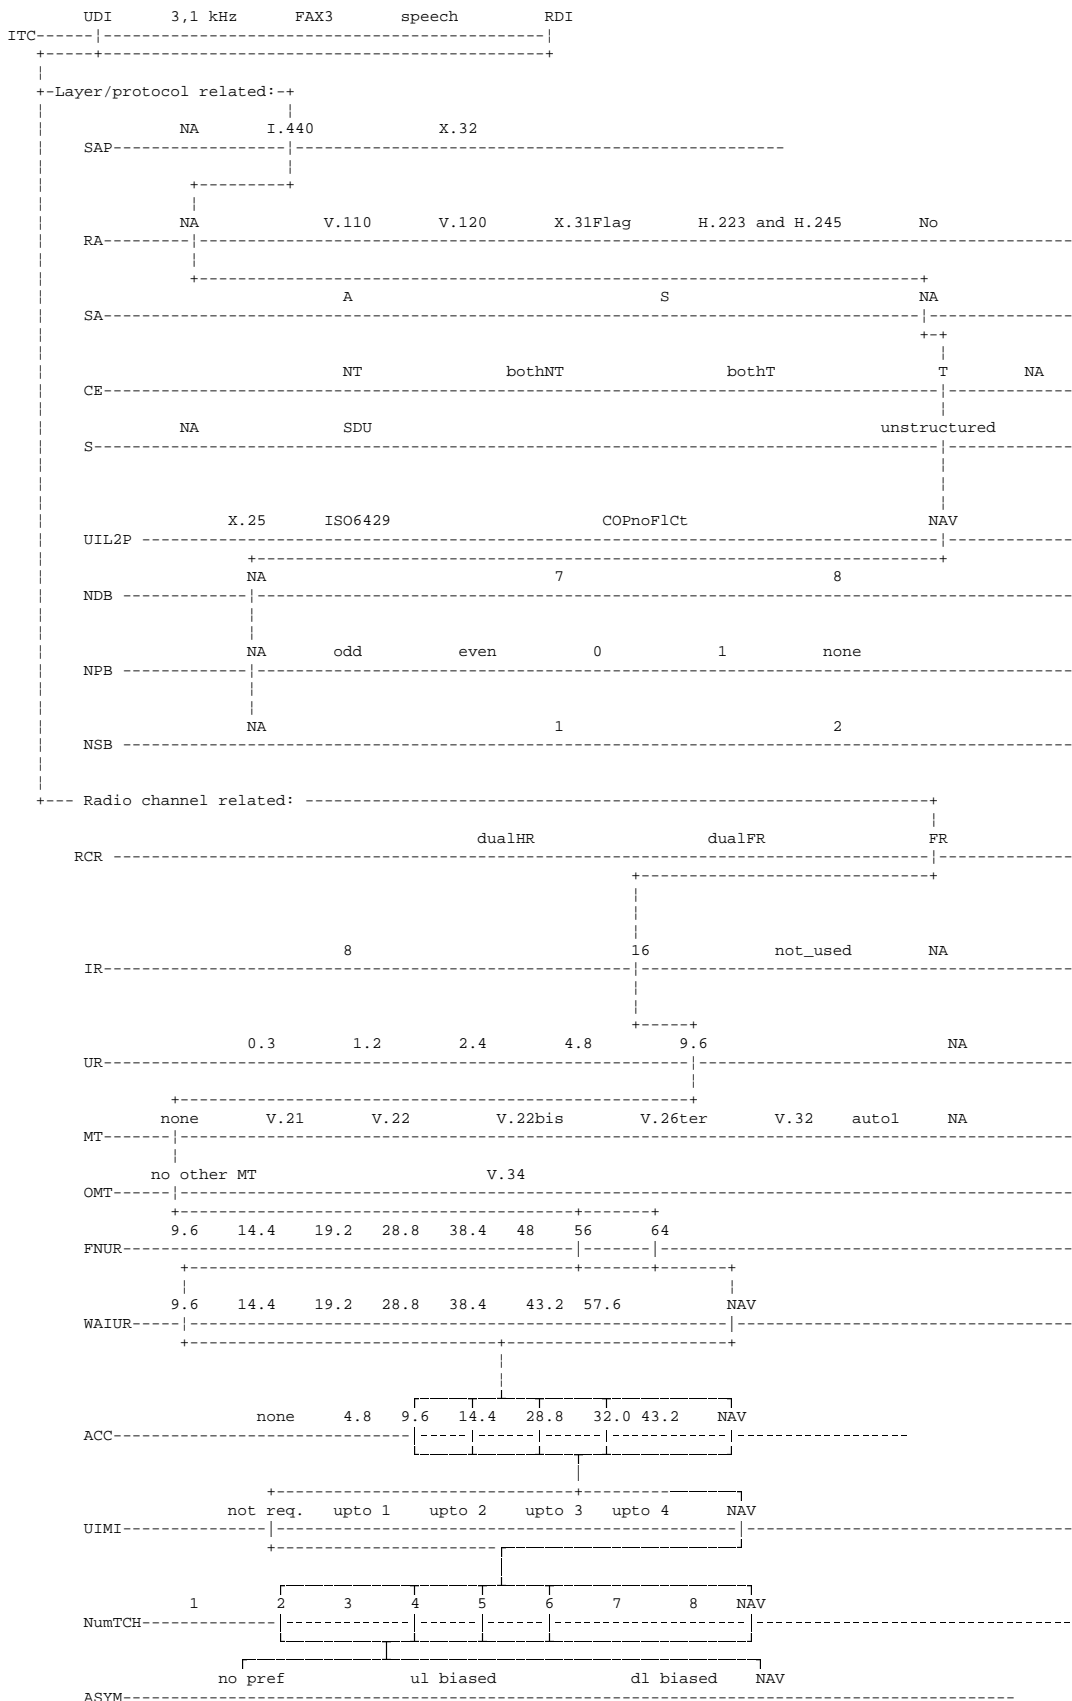 UDI 3,1 kHz FAX3 speech RDI
ITC
Layer/protocol related:
NA I.440 X.32
SAP
NA V.110 V.120 X.31Flag H.223 and H.245 No
RA
A S NA
SA
NT bothNT bothT T NA
CE
NA SDU unstructured
S
X.25 ISO6429 COPnoFlCt NAV
UIL2P
NA 7 8
NDB
NA odd even 0 1 none
NPB
NA 1 2
NSB
Radio channel related:
dualHR dualFR FR
RCR
8 16 not_used NA
IR
0.3 1.2 2.4 4.8 9.6 NA
UR
none V.21 V.22 V.22bis V.26ter V.32 auto1 NA
MT
no other MT V.34
OMT
9.6 14.4 19.2 28.8 38.4 48 56 64
FNUR
9.6 14.4 19.2 28.8 38.4 43.2 57.6 NAV
WAIUR
none 4.8 9.6 14.4 28.8 32.0 43.2 NAV
ACC
not req. upto 1 upto 2 upto 3 upto 4 NAV
UIMI
1 2 3 4 5 6 7 8 NAV
NumTCH
no pref ul biased dl biased NAV
ASYM